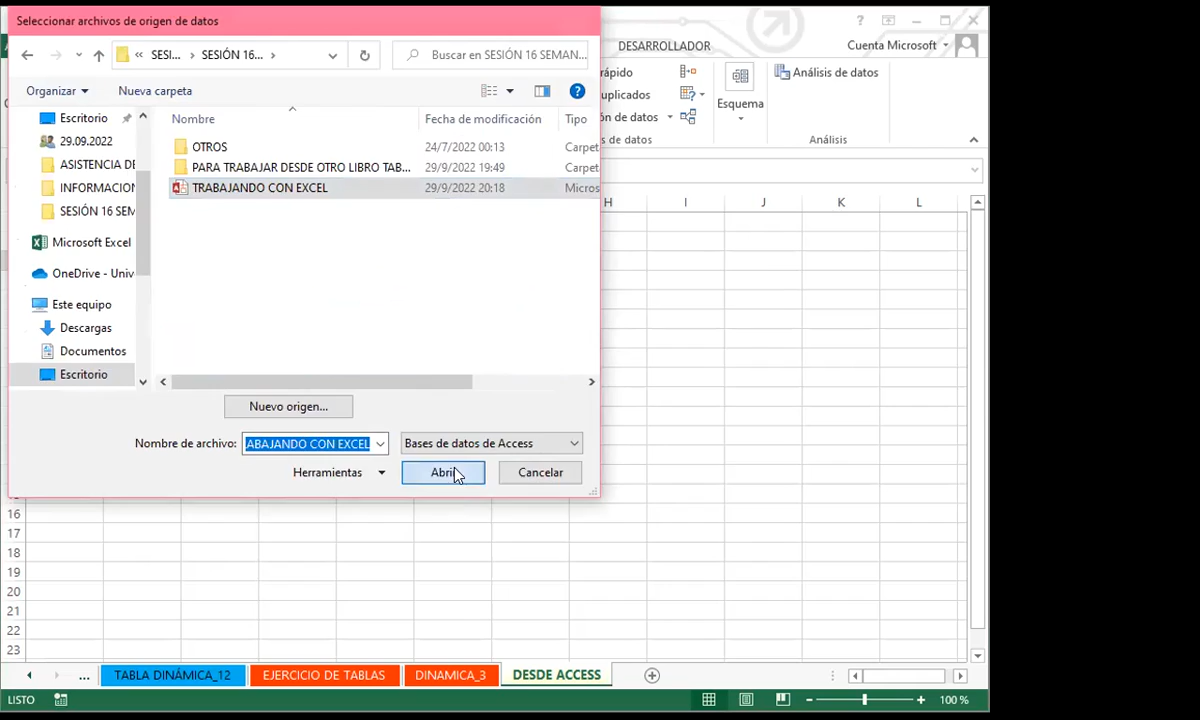 Seleccionar archivos de origen de datos
DESARROLLADOR
Cuenta Microsoft
SESI...
SESIÓN 16...
Buscar en SESIÓN 16 SEMAN...
Organizar
Nueva carpeta
rápido
uplicados
ón de datos
s de datos
Esquema
Análisis de datos
Análisis
Nombre
Fecha de modificación
Tipo
Escritorio
29.09.2022
ASISTENCIA DE
INFORMACION
SESIÓN 16 SEM
Microsoft Excel
OneDrive - Univ
Este equipo
Descargas
Documentos
Escritorio
OTROS
24/7/2022 00:13
Carpet
PARA TRABAJAR DESDE OTRO LIBRO TAB...
29/9/2022 19:49
Carpet
TRABAJANDO CON EXCEL
29/9/2022 20:18
Micros
H I J K L
Nuevo origen...
Nombre de archivo:
ABAJANDO CON EXCEL
Bases de datos de Access
Herramientas
Abri
Cancelar
16
17
18
19
20
21
22
23
...
TABLA DINÁMICA_12
EJERCICIO DE TABLAS
DINAMICA_3
DESDE ACCESS
LISTO
100 %